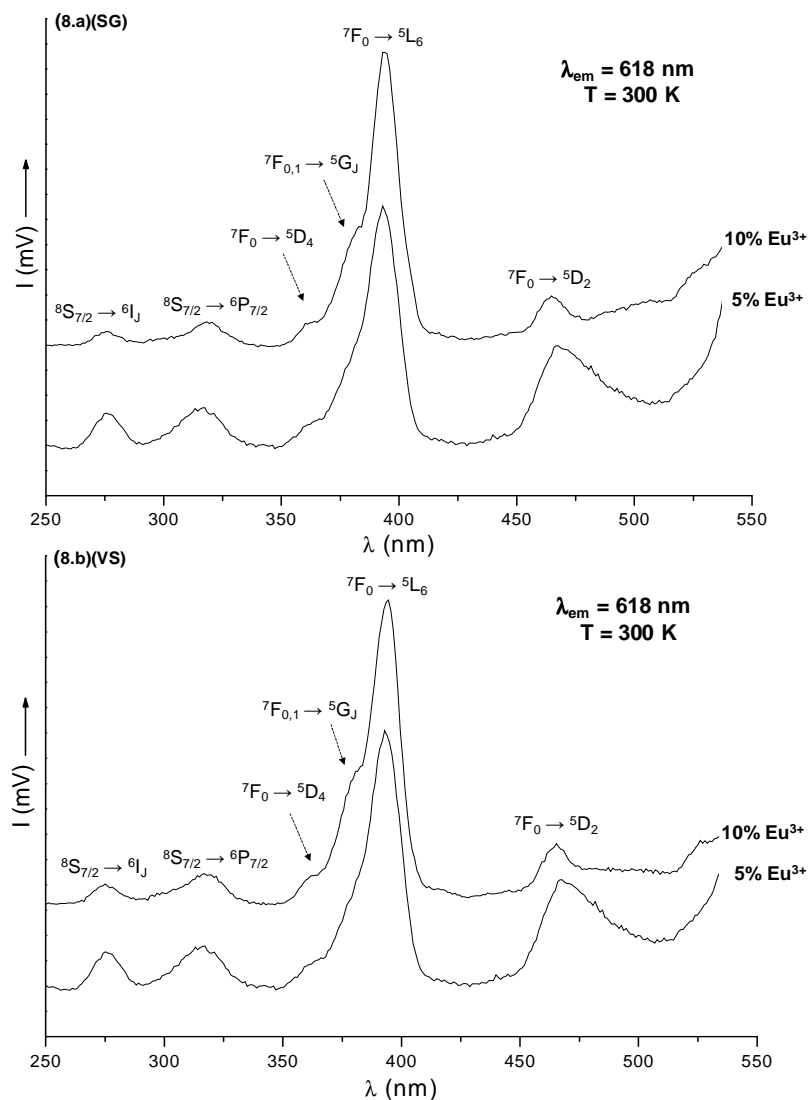 (8.a)(SG)
⁷F₀ → ⁵L₆
λem = 618 nm
T = 300 K
⁷F₀,₁ → ⁵GJ
⁷F₀ → ⁵D₄
⁸S₇/₂ → ⁶IJ
⁸S₇/₂ → ⁶P₇/₂
⁷F₀ → ⁵D₂
10% Eu³⁺
5% Eu³⁺
I (mV)
250 300 350 400 450 500 550
λ (nm)
(8.b)(VS)
⁷F₀ → ⁵L₆
λem = 618 nm
T = 300 K
⁷F₀,₁ → ⁵GJ
⁷F₀ → ⁵D₄
⁸S₇/₂ → ⁶IJ
⁸S₇/₂ → ⁶P₇/₂
⁷F₀ → ⁵D₂
10% Eu³⁺
5% Eu³⁺
I (mV)
250 300 350 400 450 500 550
λ (nm)